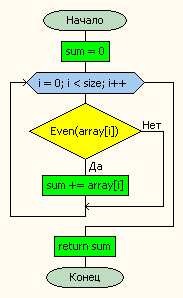 Начало
sum = 0
i = 0; i < size; i++
Even(array[i])
Нет
Да
sum += array[i]
return sum
Конец